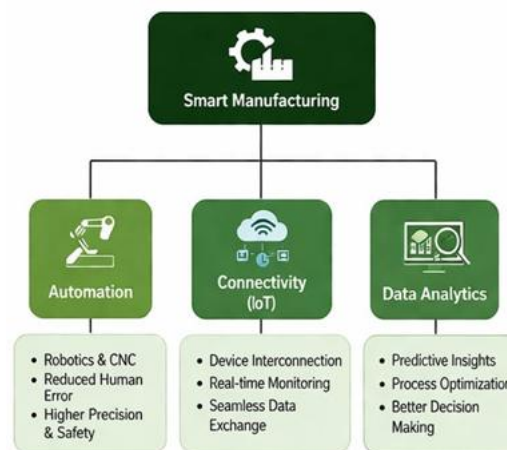 Smart Manufacturing
Automation
Connectivity
(IoT)
Data Analytics
• Robotics & CNC
• Reduced Human
Error
• Higher Precision
& Safety
• Device Interconnection
• Real-time Monitoring
• Seamless Data
Exchange
• Predictive Insights
• Process Optimization
• Better Decision
Making